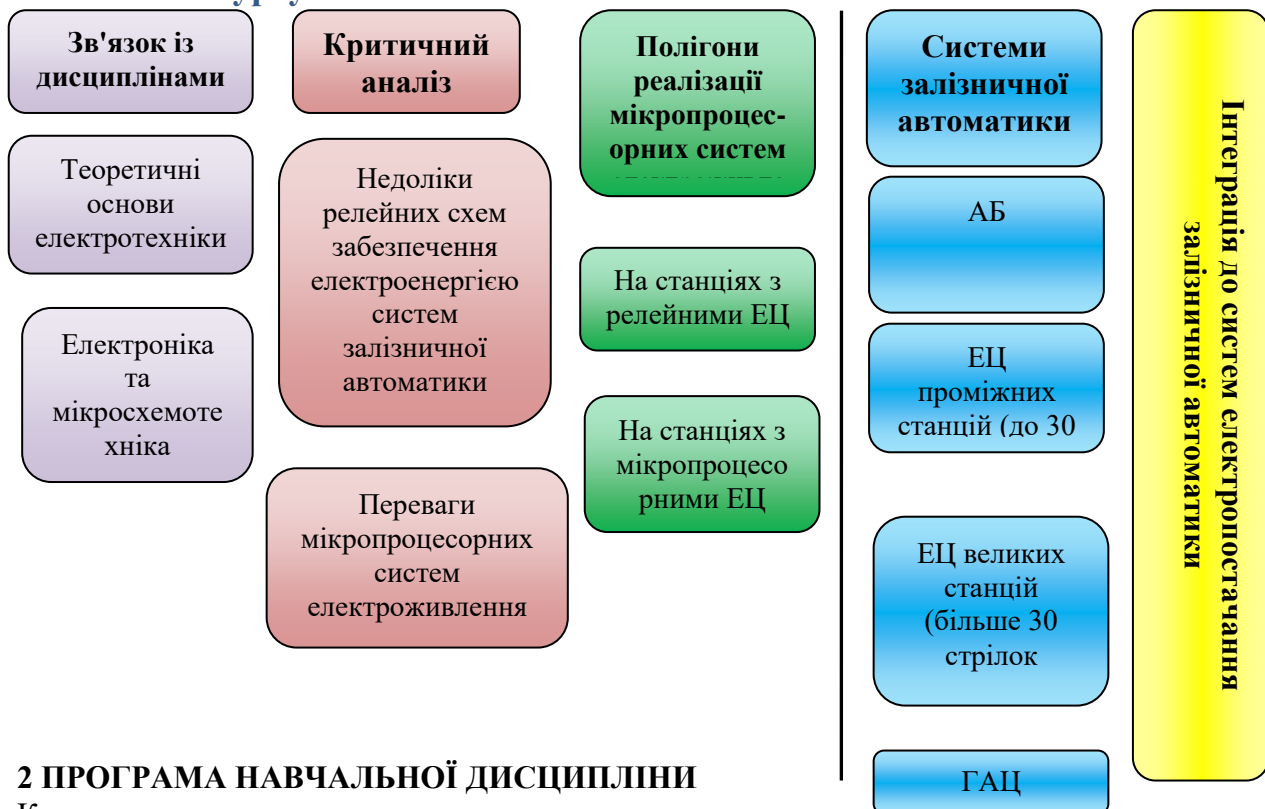 Зв'язок із
дисциплінами
Теоретичні
основи
електротехніки
Електроніка
та
мікросхемоте
хніка
Критичний
аналіз
Недоліки
релейних схем
забезпечення
електроенергією
систем
залізничної
автоматики
Переваги
мікропроцесорних
систем
електроживлення
Полігони
реалізації
мікропроцес-
орних систем
На станціях з
релейними ЕЦ
На станціях з
мікропроцесо
рними ЕЦ
Системи
залізничної
автоматики
АБ
ЕЦ
проміжних
станцій (до 30
ЕЦ великих
станцій
(більше 30
стрілок
ГАЦ
Інтеграція до систем електропостачання
залізничної автоматики
2 ПРОГРАМА НАВЧАЛЬНОЇ ДИСЦИПЛІНИ